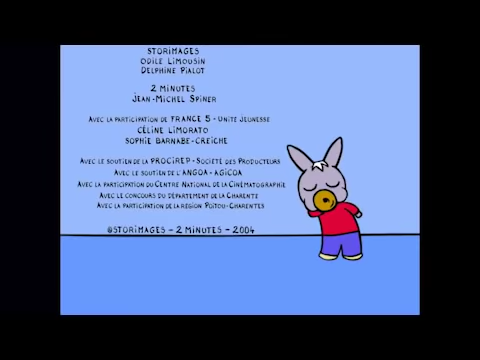 STORIMAGES
ODILE LIMOUSIN
DELPHINE PIALOT
2 MINUTES
JEAN-MICHEL SPINER
AVEC LA PARTICIPATION DE FRANCE 5 - UNITÉ JEUNESSE
CÉLINE LIMORATO
SOPHIE BARNABE-CREICHE
AVEC LE SOUTIEN DE LA PROCIREP - SOCIÉTÉ DES PRODUCTEURS
AVEC LE SOUTIEN DE L'ANGOA - AGICOA
AVEC LA PARTICIPATION DU CENTRE NATIONAL DE LA CINÉMATOGRAPHIE
AVEC LE CONCOURS DU DÉPARTEMENT DE LA CHARENTE
AVEC LA PARTICIPATION DE LA RÉGION POITOU-CHARENTES
@STORIMAGES - 2 MINUTES - 2004